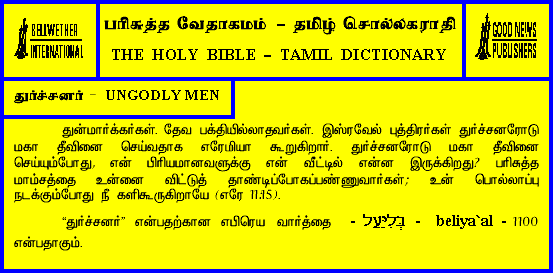 BELLWETHER
INTERNATIONAL
பரிசுத்த வேதாகமம் – தமிழ் சொல்லகராதி
THE HOLY BIBLE – TAMIL DICTIONARY
GOOD NEWS
PUBLISHERS
துர்ச்சனர் – UNGODLY MEN
துன்மார்க்கர்கள். தேவ பக்தியில்லாதவர்கள். இஸ்ரவேல் புத்திரர்கள் துர்ச்சனரோடு
மகா தீவினை செய்வதாக எரேமியா கூறுகிறார். துர்ச்சனரோடு மகா தீவினை
செய்யும்போது, என் பிரியமானவளுக்கு என் வீட்டில் என்ன இருக்கிறது? பரிசுத்த
மாம்சத்தை உன்னை விட்டுத் தாண்டிப்போகப்பண்ணுவார்கள்; உன் பொல்லாப்பு
நடக்கும்போது நீ களிகூருகிறாயே (எரே 11:15).
“துர்ச்சனர்” என்பதற்கான எபிரெய வார்த்தை - בְּלִיַּעַל - beliya`al - 1100
என்பதாகும்.